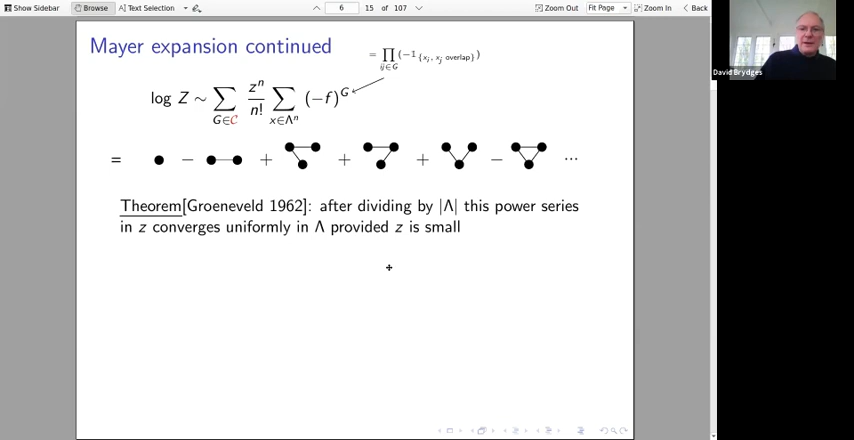 Show Sidebar Browse Text Selection 6 15 of 107 Zoom Out Fit Page Zoom In Back
Mayer expansion continued
= ∏_{ij∈G} (−1_{{x_i, x_j overlap}})
log Z ∼ ∑_{G∈C} z^n/n! ∑_{x∈Λ^n} (−f)^G
= − + + + − ...
Theorem[Groeneveld 1962]: after dividing by |Λ| this power series
in z converges uniformly in Λ provided z is small
David Brydges